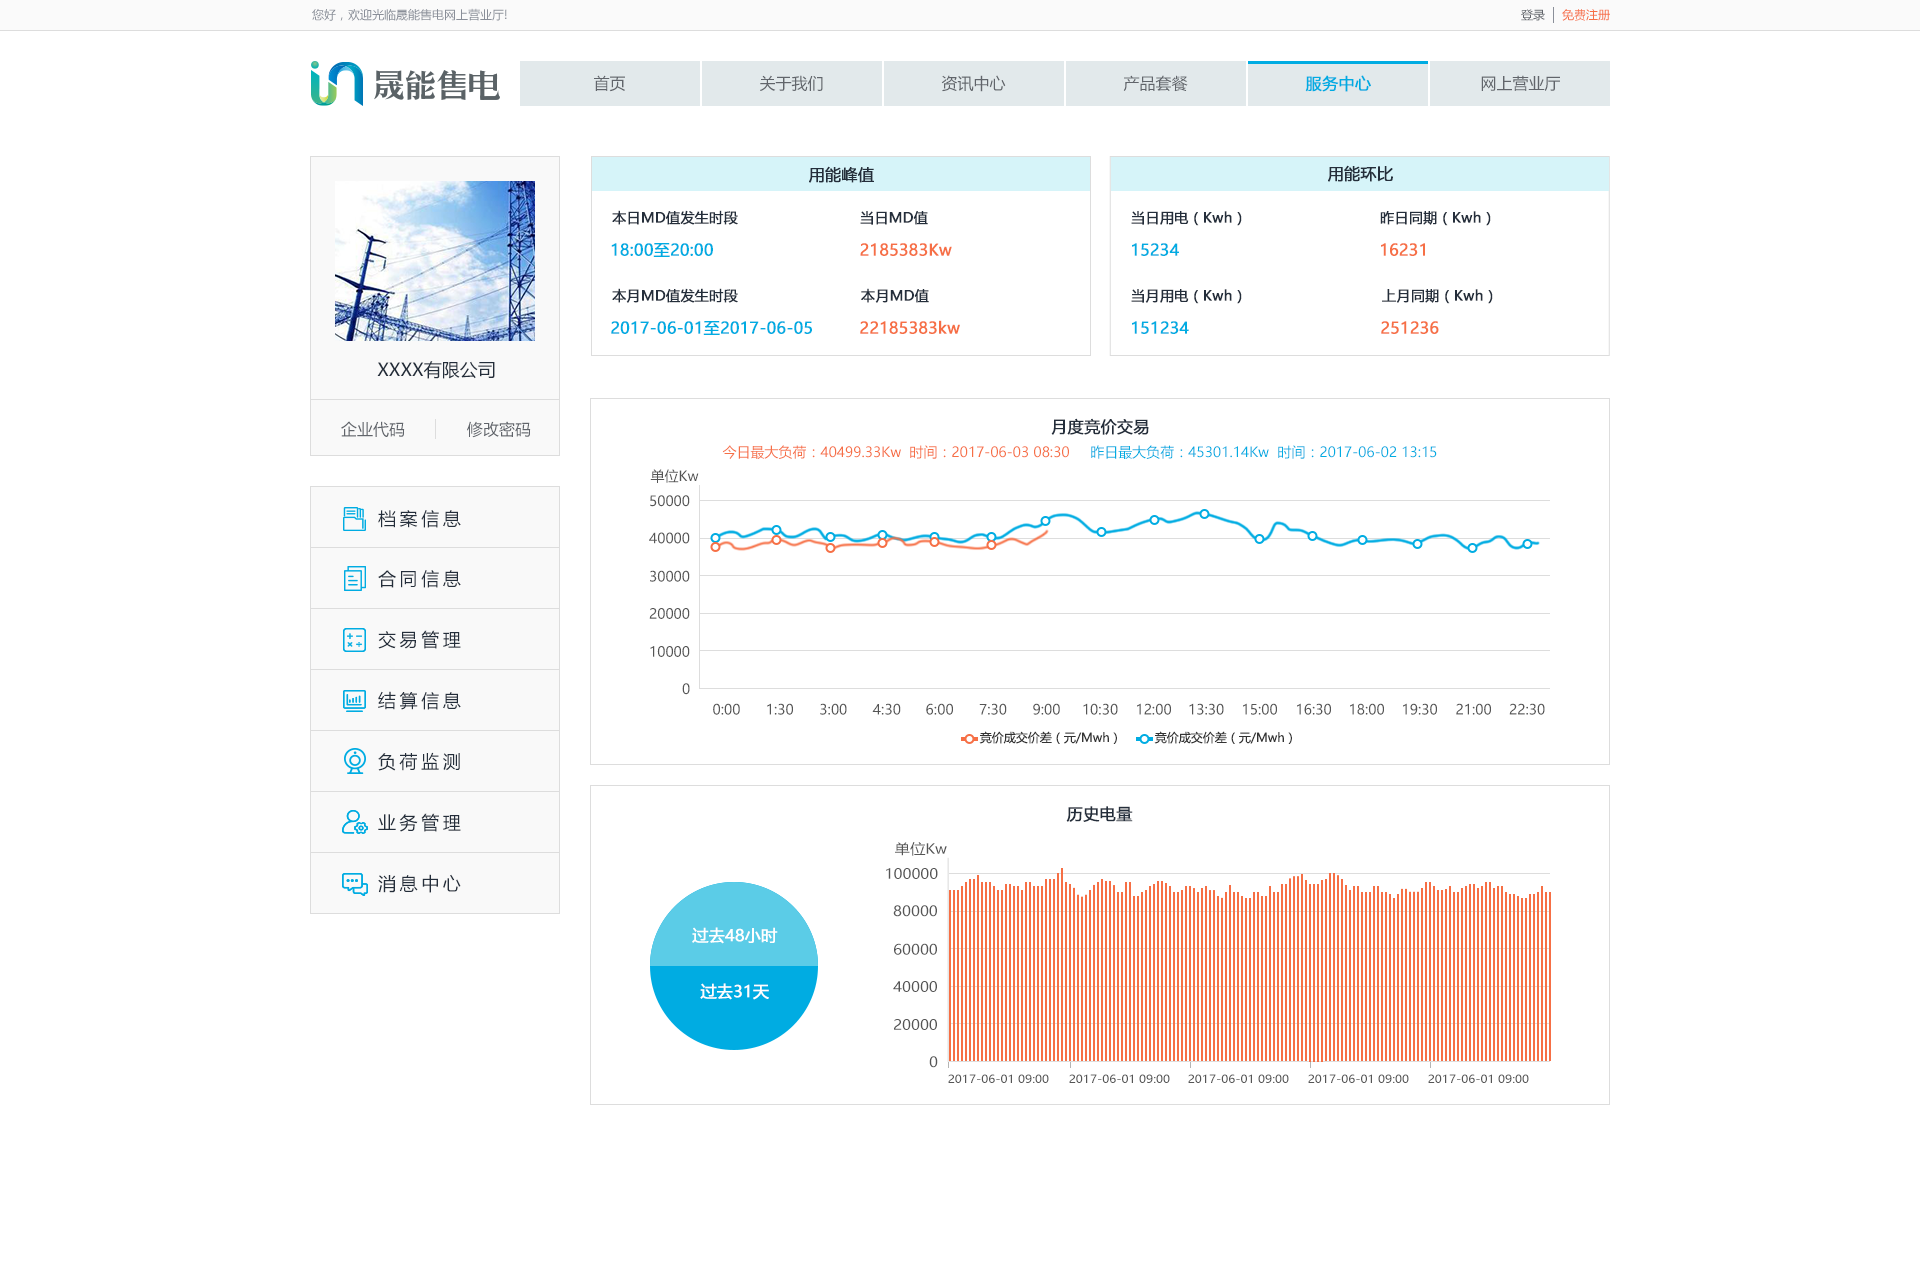 您好，欢迎光临晟能售电网上营业厅!
登录 免费注册
晟能售电
首页 关于我们 资讯中心 产品套餐 服务中心 网上营业厅
XXXX有限公司
企业代码 修改密码
档案信息
合同信息
交易管理
结算信息
负荷监测
业务管理
消息中心
用能峰值
本日MD值发生时段 当日MD值
18:00至20:00 2185383Kw
本月MD值发生时段 本月MD值
2017-06-01至2017-06-05 22185383kw
用能环比
当日用电（Kwh） 昨日同期（Kwh）
15234 16231
当月用电（Kwh） 上月同期（Kwh）
151234 251236
月度竞价交易
今日最大负荷：40499.33Kw 时间：2017-06-03 08:30 昨日最大负荷：45301.14Kw 时间：2017-06-02 13:15
单位Kw
50000
40000
30000
20000
10000
0
0:00 1:30 3:00 4:30 6:00 7:30 9:00 10:30 12:00 13:30 15:00 16:30 18:00 19:30 21:00 22:30
竞价成交价差（元/Mwh） 竞价成交价差（元/Mwh）
历史电量
过去48小时
过去31天
单位Kw
100000
80000
60000
40000
20000
0
2017-06-01 09:00 2017-06-01 09:00 2017-06-01 09:00 2017-06-01 09:00 2017-06-01 09:00